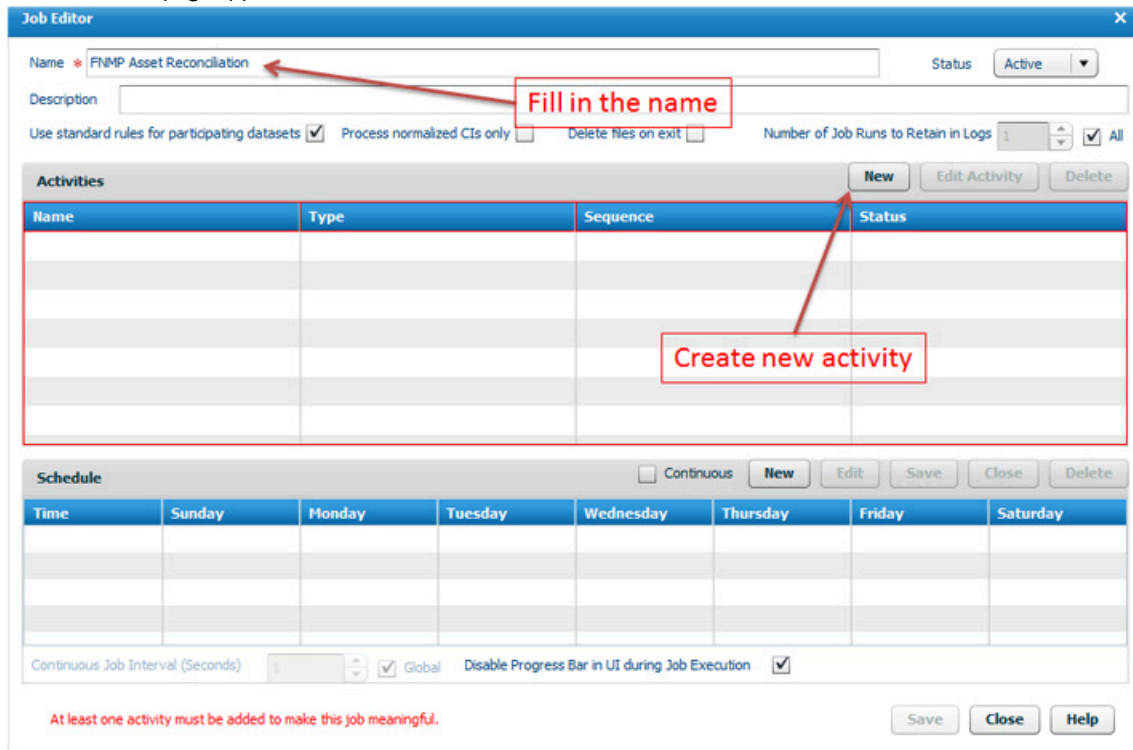 Job Editor ×
Name * FNMP Asset Reconciliation Status Active
Fill in the name
Description
Use standard rules for participating datasets Process normalized CIs only Delete files on exit Number of Job Runs to Retain in Logs 1 All
Activities New Edit Activity Delete
Name Type Sequence Status
Create new activity
Schedule Continuous New Edit Save Close Delete
Time Sunday Monday Tuesday Wednesday Thursday Friday Saturday
Continuous Job Interval (Seconds) 1 Global Disable Progress Bar in UI during Job Execution
At least one activity must be added to make this job meaningful. Save Close Help